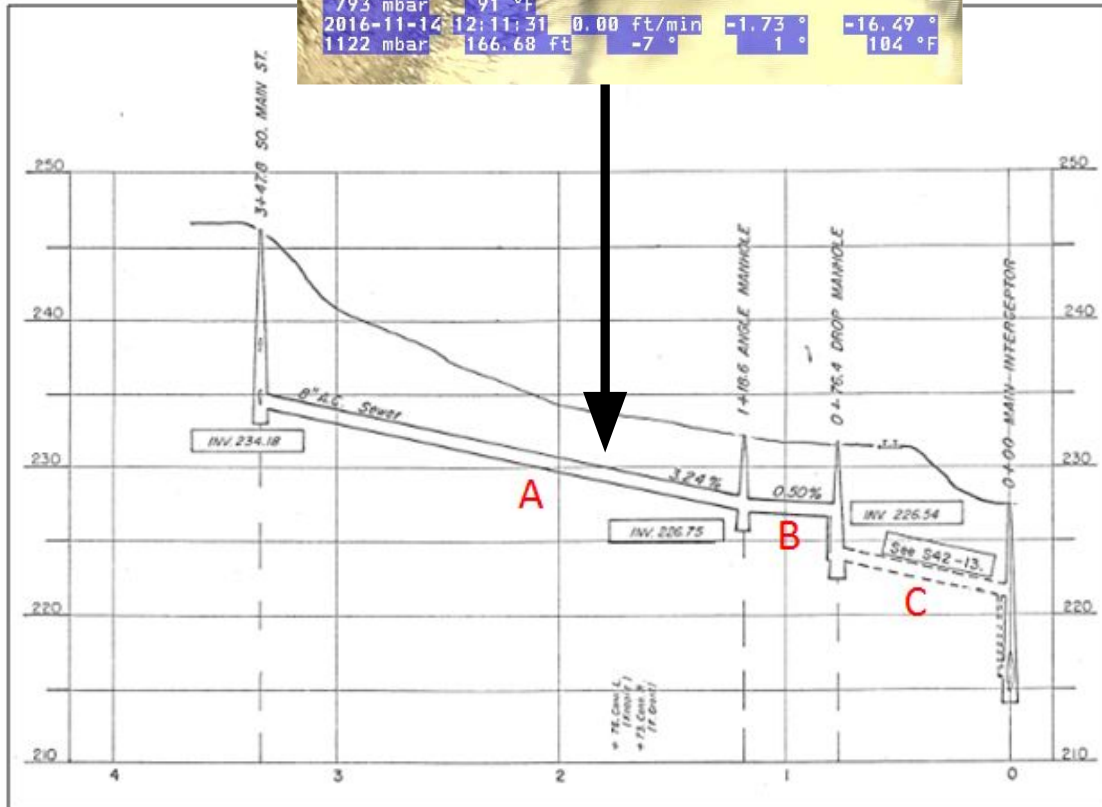 793 mbar 91 °F
2016-11-14 12:11:31 0.00 ft/min -1.73 ° -16.49 °
1122 mbar 166.68 ft -7 ° 1 ° 104 °F
3+47.8 SO. MAIN ST.
1+18.6 ANGLE MANHOLE
0+76.4 DROP MANHOLE
0+00 MAIN-INTERCEPTOR
250 250
240 240
230 230
220 220
210 210
8" A.C. Sewer
3.24%
0.50%
INV. 234.18
INV. 226.75
INV. 226.54
See S42-13.
A
B
C
4 3 2 1 0